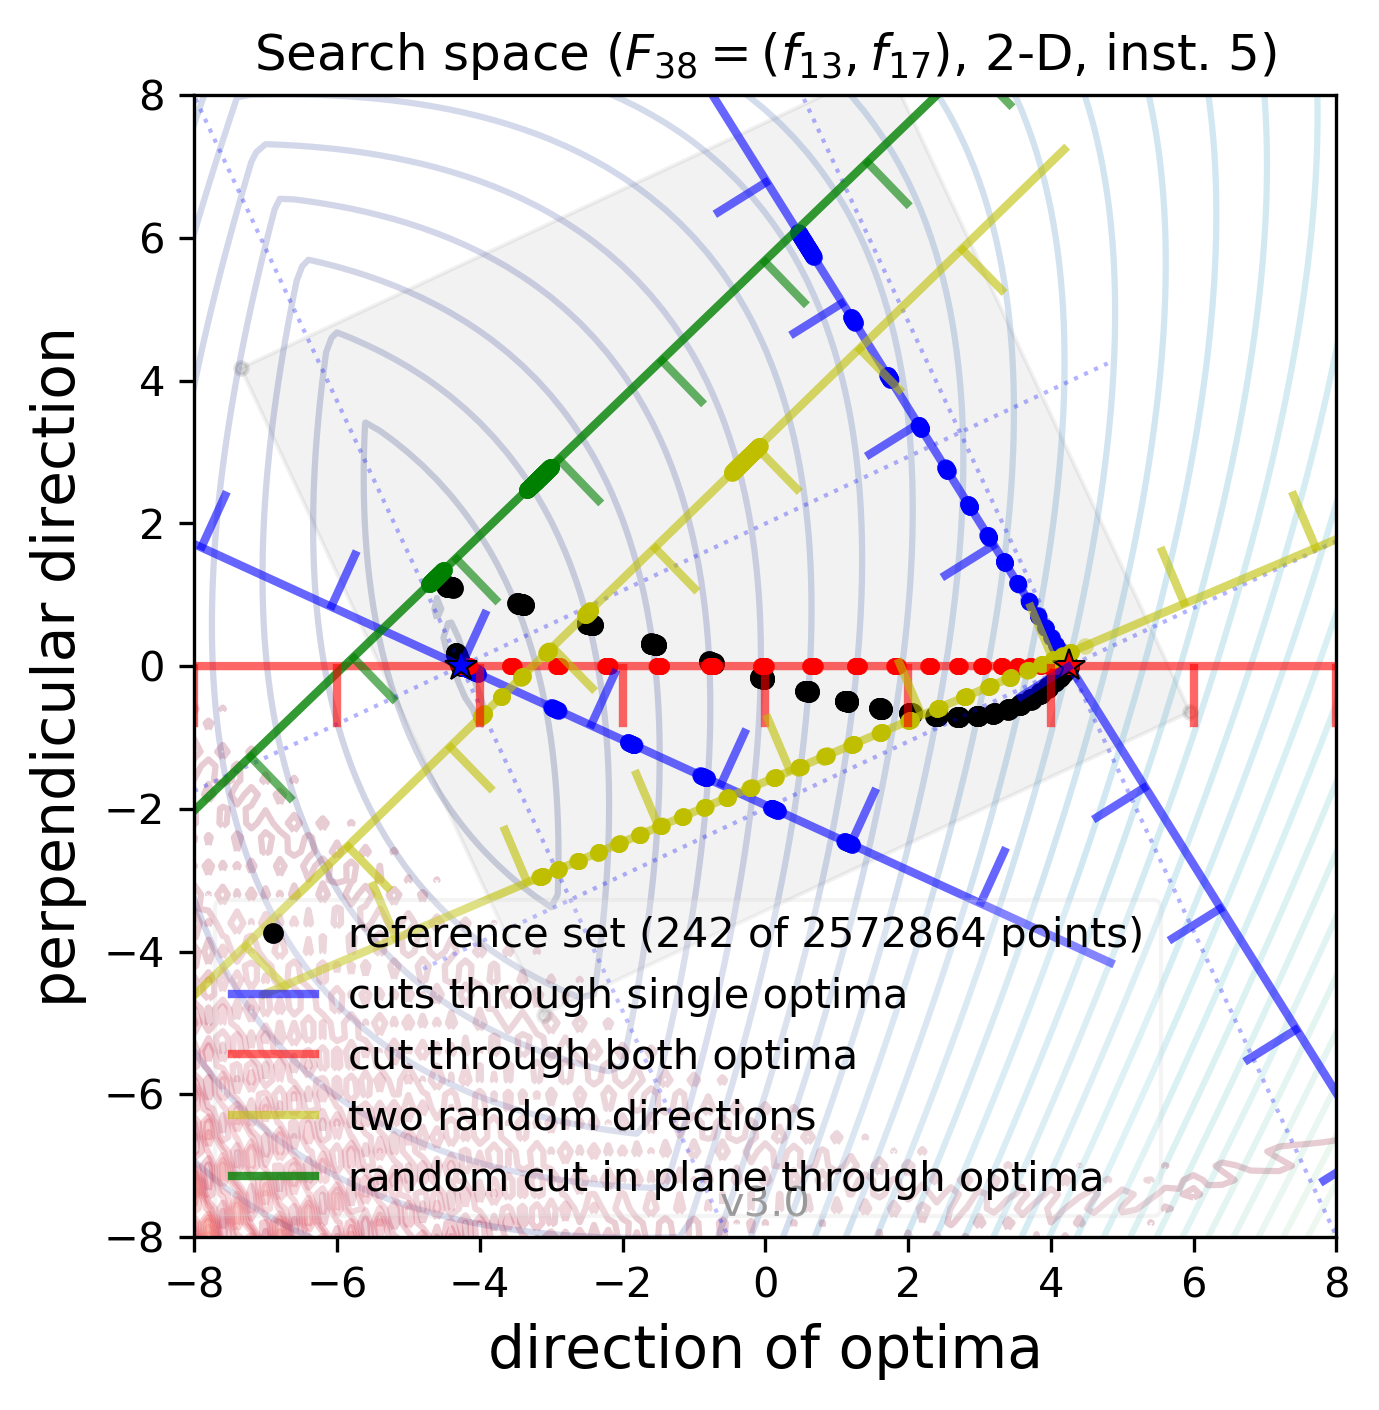 Search space (F38 = (f13, f17), 2-D, inst. 5)
8
6
4
2
0
−2
−4
−6
−8
perpendicular direction
reference set (242 of 2572864 points)
cuts through single optima
cut through both optima
two random directions
random cut in plane through optima
v3.0
−8 −6 −4 −2 0 2 4 6 8
direction of optima